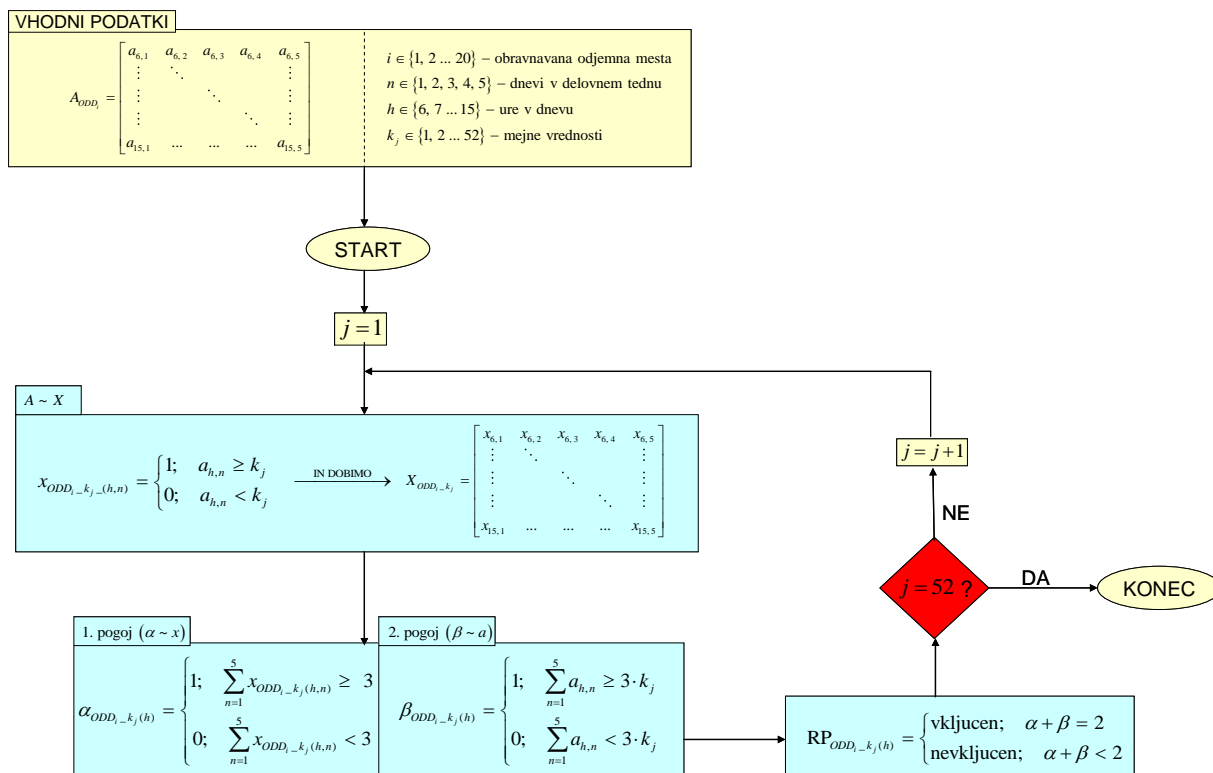 VHODNI PODATKI
A_{ODD_i} = [a_{6,1} a_{6,2} a_{6,3} a_{6,4} a_{6,5}
⋮ ⋱ ⋮
⋮ ⋱ ⋮
⋮ ⋱ ⋮
a_{15,1} ... ... ... a_{15,5}]
i ∈ {1, 2 ... 20} – obravnavana odjemna mesta
n ∈ {1, 2, 3, 4, 5} – dnevi v delovnem tednu
h ∈ {6, 7 ... 15} – ure v dnevu
k_j ∈ {1, 2 ... 52} – mejne vrednosti
START
j = 1
A ~ X
x_{ODD_i_k_j_(h,n)} = {1; a_{h,n} ≥ k_j
0; a_{h,n} < k_j
IN DOBIMO
X_{ODD_i_k_j} = [x_{6,1} x_{6,2} x_{6,3} x_{6,4} x_{6,5}
⋮ ⋱ ⋮
⋮ ⋱ ⋮
⋮ ⋱ ⋮
x_{15,1} ... ... ... x_{15,5}]
1. pogoj (α ~ x)
α_{ODD_i_k_j(h)} = {1; \sum_{n=1}^{5} x_{ODD_i_k_j(h,n)} ≥ 3
0; \sum_{n=1}^{5} x_{ODD_i_k_j(h,n)} < 3
2. pogoj (β ~ a)
β_{ODD_i_k_j(h)} = {1; \sum_{n=1}^{5} a_{h,n} ≥ 3·k_j
0; \sum_{n=1}^{5} a_{h,n} < 3·k_j
RP_{ODD_i_k_j(h)} = {vkljucen; α + β = 2
nevkljucen; α + β < 2
j = 52 ?
NE
j = j+1
DA
KONEC